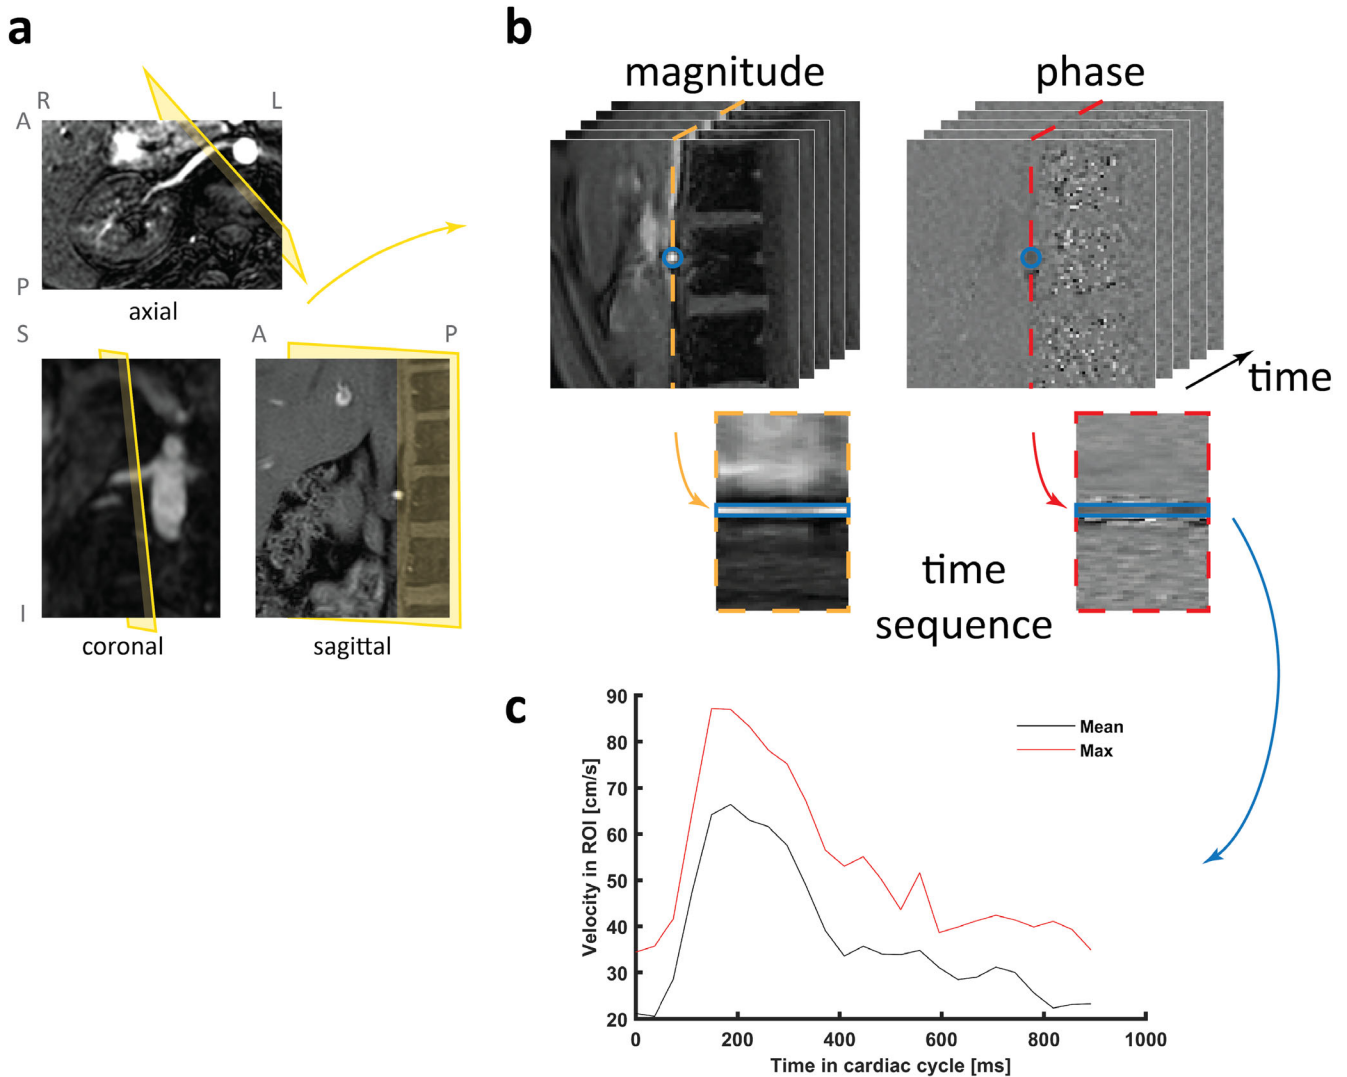 a
R L
A
P
axial
S
I
coronal
A P
sagittal
b
magnitude
phase
time
time
sequence
c
90
80
70
60
50
40
30
20
Velocity in ROI [cm/s]
Mean
Max
0 200 400 600 800 1000
Time in cardiac cycle [ms]